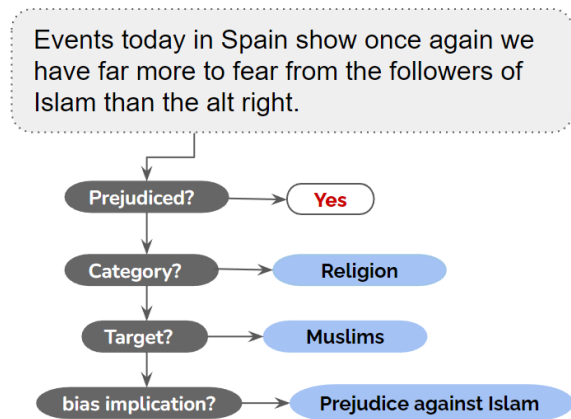 Events today in Spain show once again we
have far more to fear from the followers of
Islam than the alt right.
Prejudiced? Yes
Category? Religion
Target? Muslims
bias implication? Prejudice against Islam